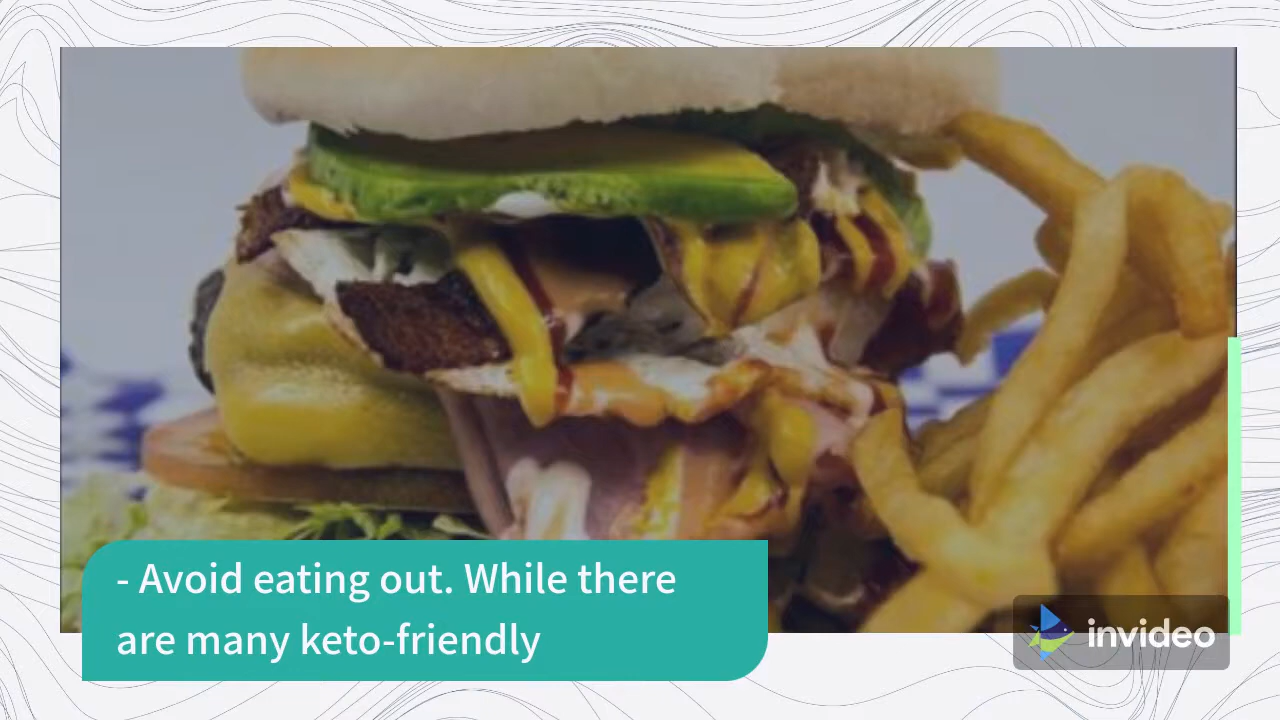 - Avoid eating out. While there
are many keto-friendly
invideo